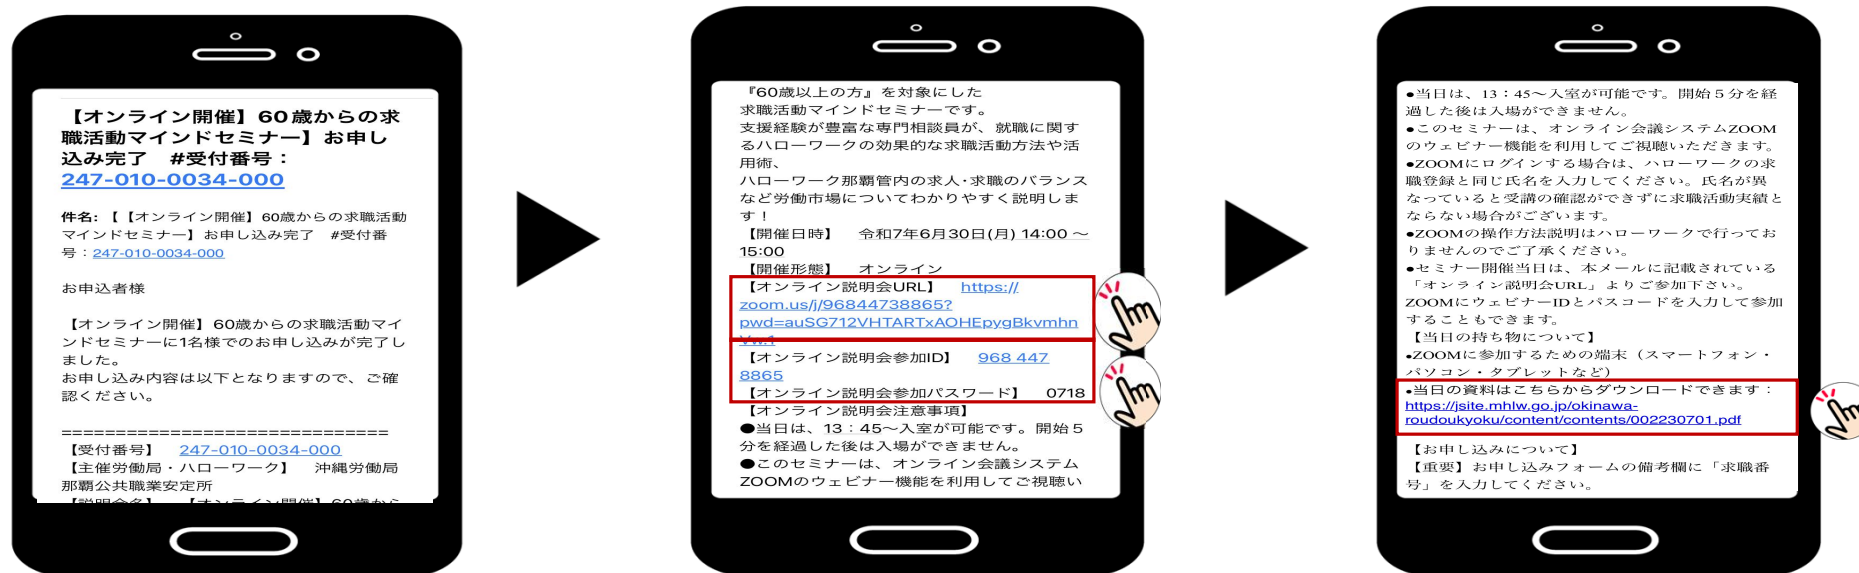 【オンライン開催】60歳からの求
職活動マインドセミナー】お申し
込み完了　#受付番号：
247-010-0034-000
件名:【【オンライン開催】60歳からの求職活動
マインドセミナー】お申し込み完了　#受付番
号：247-010-0034-000
お申込者様
【オンライン開催】60歳からの求職活動マイ
ンドセミナーに1名様でのお申し込みが完了し
ました。
お申し込み内容は以下となりますので、ご確
認ください。
==============================
【受付番号】　247-010-0034-000
【主催労働局・ハローワーク】　沖縄労働局
那覇公共職業安定所
【説明会名】　【オンライン開催】60歳から
『60歳以上の方』を対象にした
求職活動マインドセミナーです。
支援経験が豊富な専門相談員が、就職に関す
るハローワークの効果的な求職活動方法や活
用術、
ハローワーク那覇管内の求人･求職のバランス
など労働市場についてわかりやすく説明しま
す！
【開催日時】　令和7年6月30日(月) 14:00～
15:00
【開催形態】　オンライン
【オンライン説明会URL】　https://
zoom.us/j/96844738865?
pwd=auSG712VHTARTxAOHEpygBkvmhn
【オンライン説明会参加ID】　968 447
8865
【オンライン説明会参加パスワード】　0718
【オンライン説明会注意事項】
●当日は、13：45～入室が可能です。開始５
分を経過した後は入場ができません。
●このセミナーは、オンライン会議システム
ZOOMのウェビナー機能を利用してご視聴い
●当日は、13：45～入室が可能です。開始５分を経
過した後は入場ができません。
●このセミナーは、オンライン会議システムZOOM
のウェビナー機能を利用してご視聴いただきます。
●ZOOMにログインする場合は、ハローワークの求
職登録と同じ氏名を入力してください。氏名が異
なっていると受講の確認ができずに求職活動実績と
ならない場合がございます。
●ZOOMの操作方法説明はハローワークで行ってお
りませんのでご了承ください。
●セミナー開催当日は、本メールに記載されている
「オンライン説明会URL」よりご参加下さい。
ZOOMにウェビナーIDとパスコードを入力して参加
することもできます。
【当日の持ち物について】
●ZOOMに参加するための端末（スマートフォン・
パソコン・タブレットなど）
●当日の資料はこちらからダウンロードできます：
https://jsite.mhlw.go.jp/okinawa-
roudoukyoku/content/contents/002230701.pdf
【お申し込みについて】
【重要】お申し込みフォームの備考欄に「求職番
号」を入力してください。